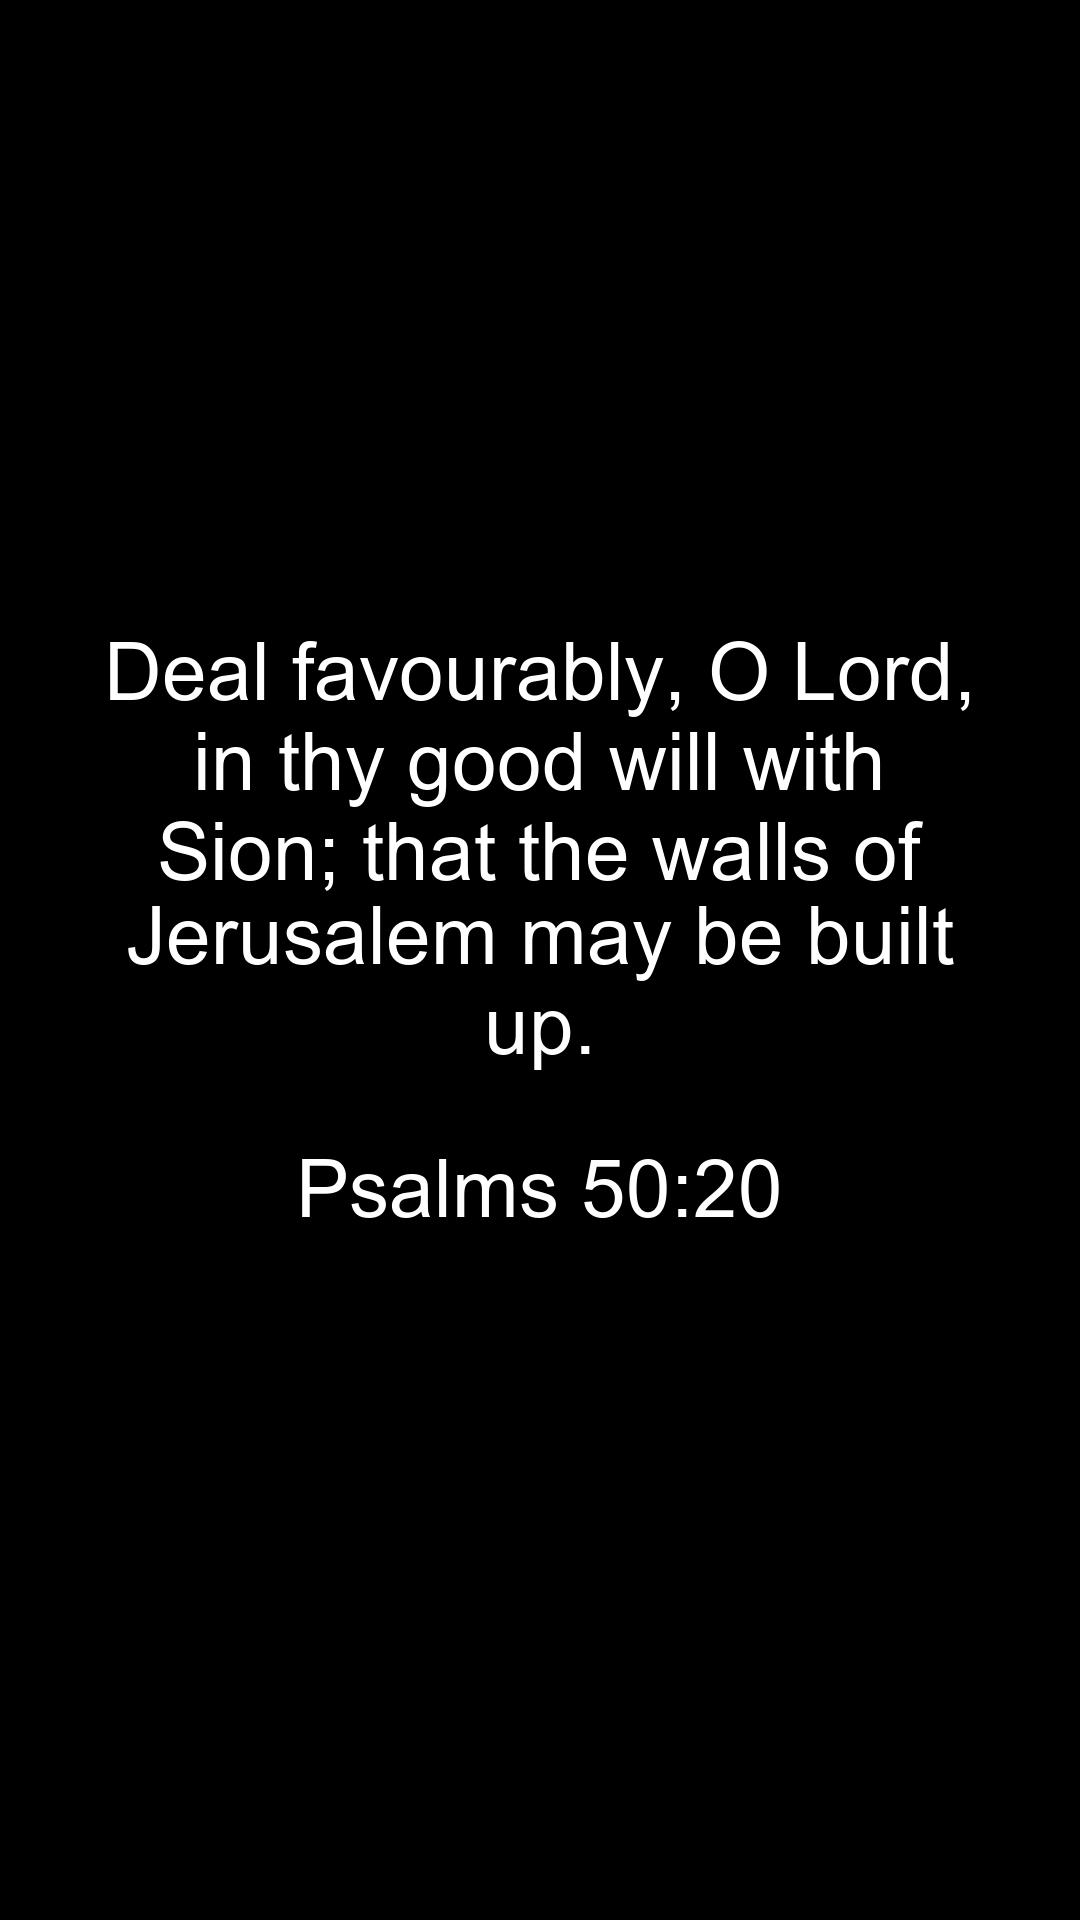 Deal favourably, O Lord,
in thy good will with
Sion; that the walls of
Jerusalem may be built
up.
Psalms 50:20